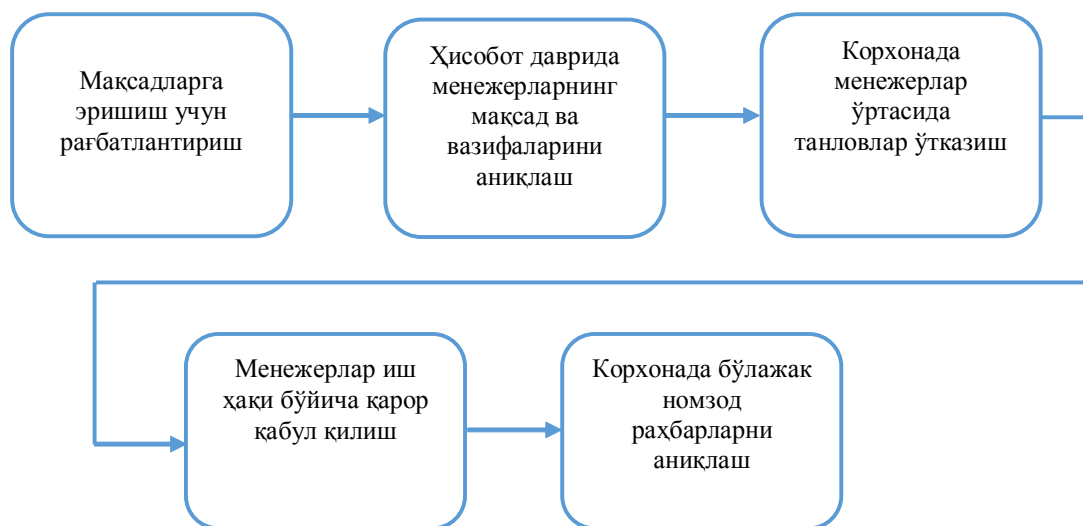 Мақсадларга
эришиш учун
рағбатлантириш
Ҳисобот даврида
менежерларнинг
мақсад ва
вазифаларини
аниқлаш
Корхонада
менежерлар
ўртасида
танловлар ўтказиш
Менежерлар иш
ҳақи бўйича қарор
қабул қилиш
Корхонада бўлажак
номзод
раҳбарларни
аниқлаш